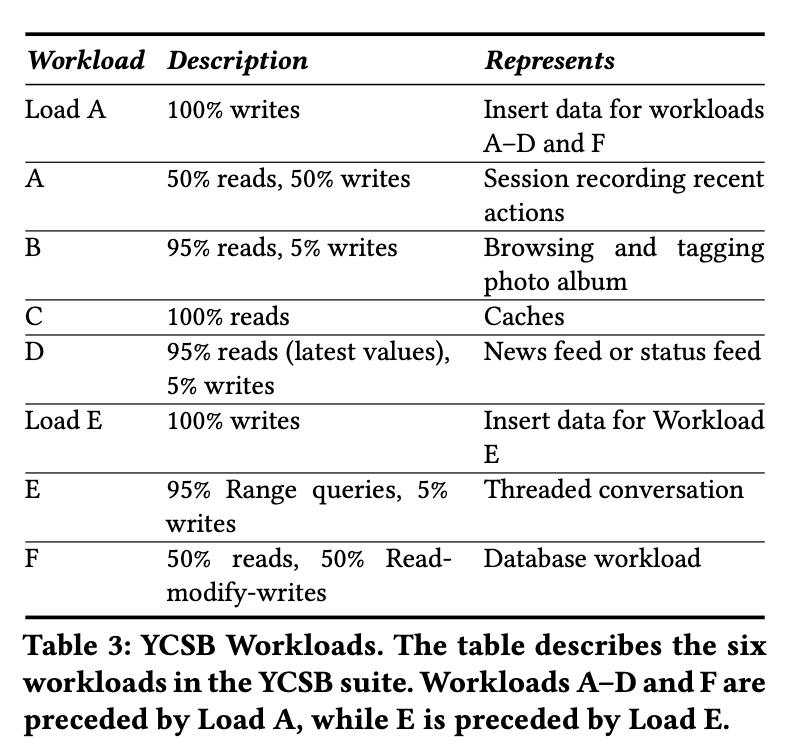 Workload Description Represents
Load A 100% writes Insert data for workloads
A–D and F
A 50% reads, 50% writes Session recording recent
actions
B 95% reads, 5% writes Browsing and tagging
photo album
C 100% reads Caches
D 95% reads (latest values), News feed or status feed
5% writes
Load E 100% writes Insert data for Workload
E
E 95% Range queries, 5% Threaded conversation
writes
F 50% reads, 50% Read- Database workload
modify-writes
Table 3: YCSB Workloads. The table describes the six
workloads in the YCSB suite. Workloads A–D and F are
preceded by Load A, while E is preceded by Load E.